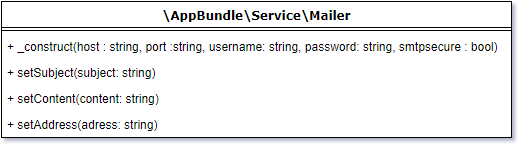 \AppBundle\Service\Mailer
+ _construct(host : string, port :string, username: string, password: string, smtpsecure : bool)
+ setSubject(subject: string)
+ setContent(content: string)
+ setAddress(adress: string)